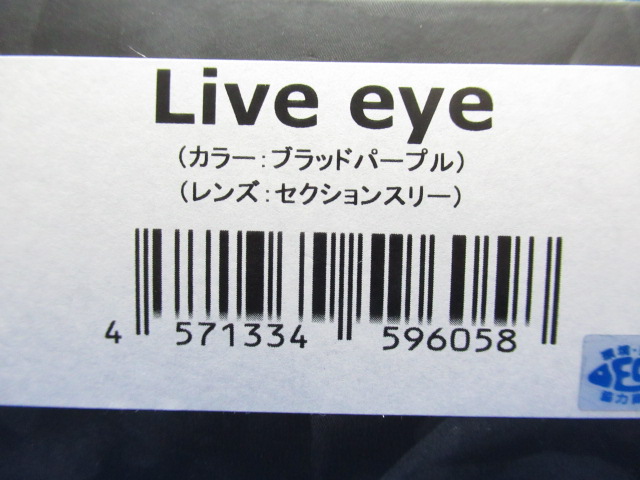 Live eye
(カラー:ブラッドパープル)
(レンズ:セクションスリー)
4 571334 596058